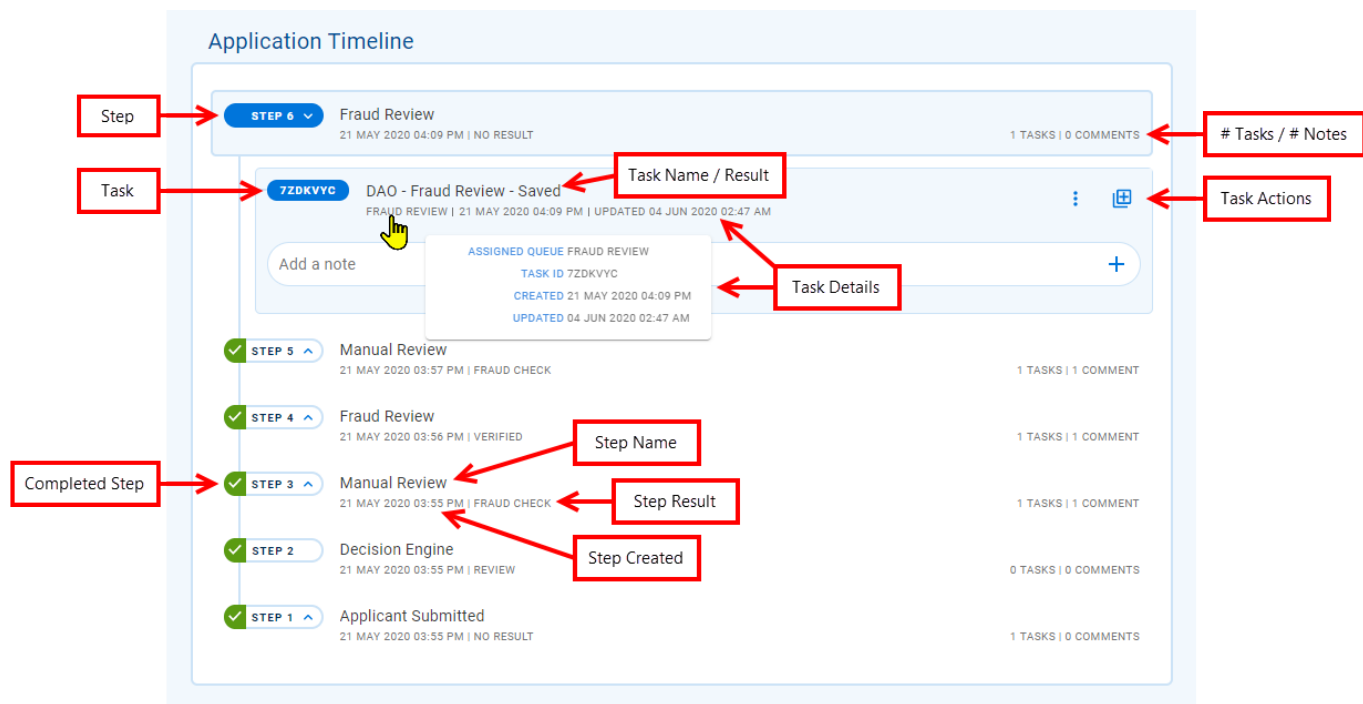 Application Timeline
Step
STEP 6
Fraud Review
21 MAY 2020 04:09 PM | NO RESULT
1 TASKS | 0 COMMENTS
# Tasks / # Notes
Task
7ZDKVYC
DAO - Fraud Review - Saved
Task Name / Result
FRAUD REVIEW | 21 MAY 2020 04:09 PM | UPDATED 04 JUN 2020 02:47 AM
Task Actions
Add a note
ASSIGNED QUEUE FRAUD REVIEW
TASK ID 7ZDKVYC
CREATED 21 MAY 2020 04:09 PM
UPDATED 04 JUN 2020 02:47 AM
Task Details
STEP 5
Manual Review
21 MAY 2020 03:57 PM | FRAUD CHECK
1 TASKS | 1 COMMENT
STEP 4
Fraud Review
21 MAY 2020 03:56 PM | VERIFIED
1 TASKS | 1 COMMENT
Step Name
Completed Step
STEP 3
Manual Review
21 MAY 2020 03:55 PM | FRAUD CHECK
Step Result
1 TASKS | 1 COMMENT
STEP 2
Decision Engine
21 MAY 2020 03:55 PM | REVIEW
Step Created
0 TASKS | 0 COMMENTS
STEP 1
Applicant Submitted
21 MAY 2020 03:55 PM | NO RESULT
1 TASKS | 0 COMMENTS